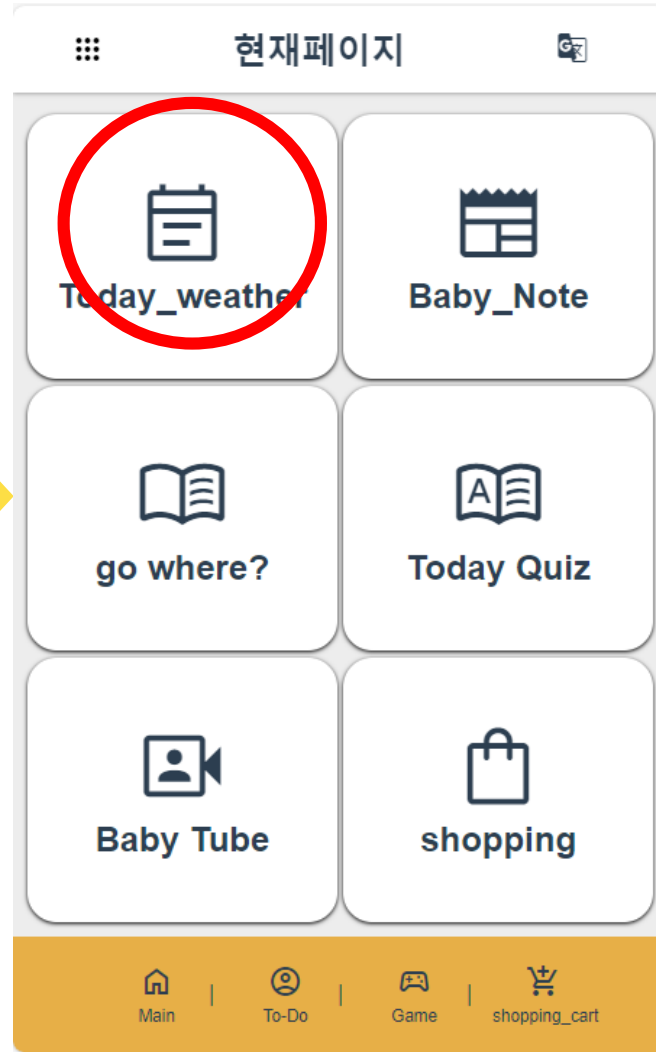 현재페이지
Today_weather
Baby_Note
go where?
Today Quiz
Baby Tube
shopping
Main | To-Do | Game | shopping_cart